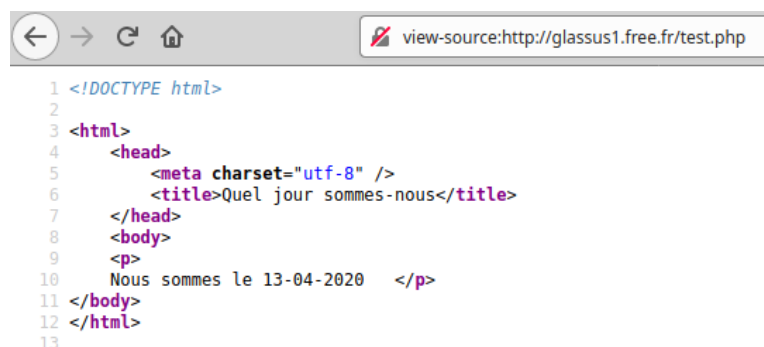 view-source:http://glassus1.free.fr/test.php
1 <!DOCTYPE html>
2
3 <html>
4     <head>
5         <meta charset="utf-8" />
6         <title>Quel jour sommes-nous</title>
7     </head>
8     <body>
9     <p>
10     Nous sommes le 13-04-2020   </p>
11 </body>
12 </html>
13